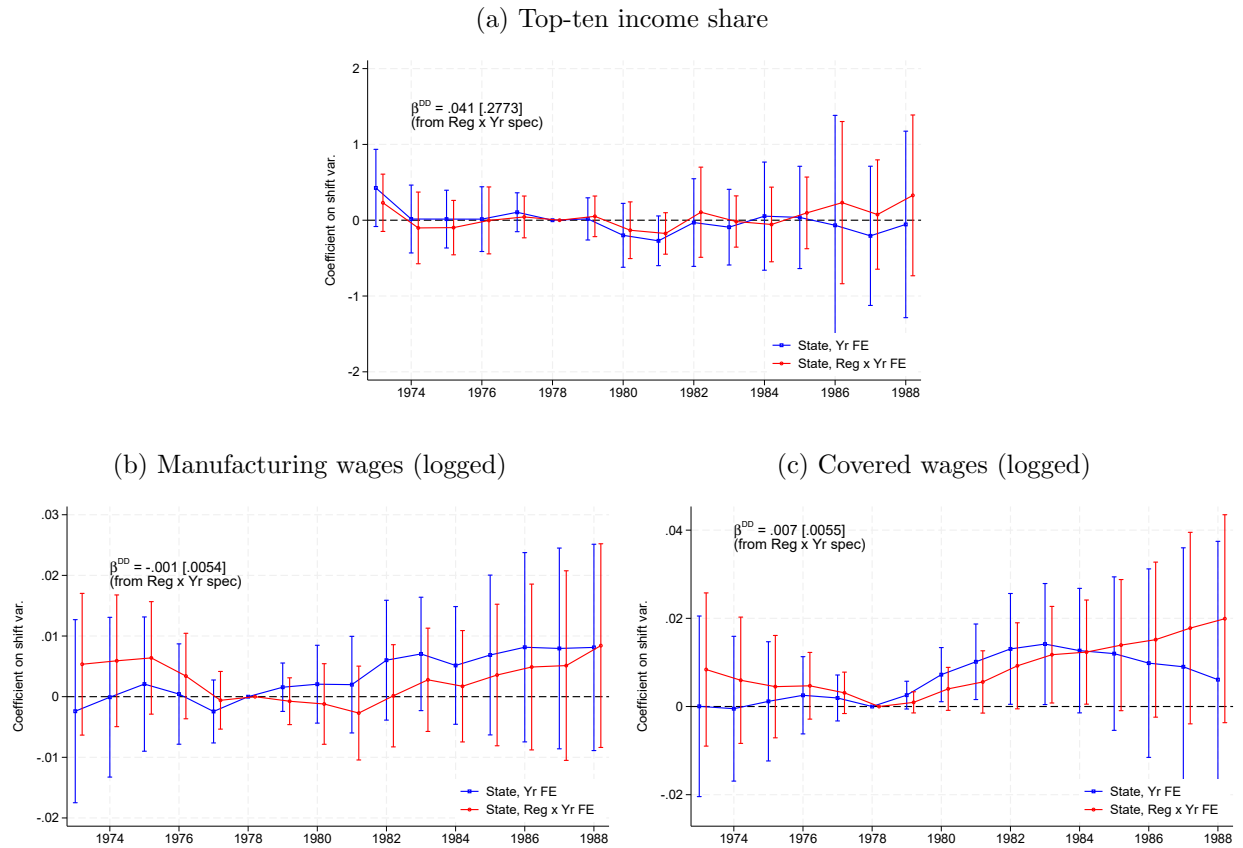 (a) Top-ten income share
2
1
0
-1
-2
Coefficient on shift var.
β^DD = .041 [.2773]
(from Reg x Yr spec)
State, Yr FE
State, Reg x Yr FE
1974 1976 1978 1980 1982 1984 1986 1988
(b) Manufacturing wages (logged)
.03
.02
.01
0
-.01
-.02
Coefficient on shift var.
β^DD = -.001 [.0054]
(from Reg x Yr spec)
State, Yr FE
State, Reg x Yr FE
1974 1976 1978 1980 1982 1984 1986 1988
(c) Covered wages (logged)
.04
.02
0
-.02
Coefficient on shift var.
β^DD = .007 [.0055]
(from Reg x Yr spec)
State, Yr FE
State, Reg x Yr FE
1974 1976 1978 1980 1982 1984 1986 1988